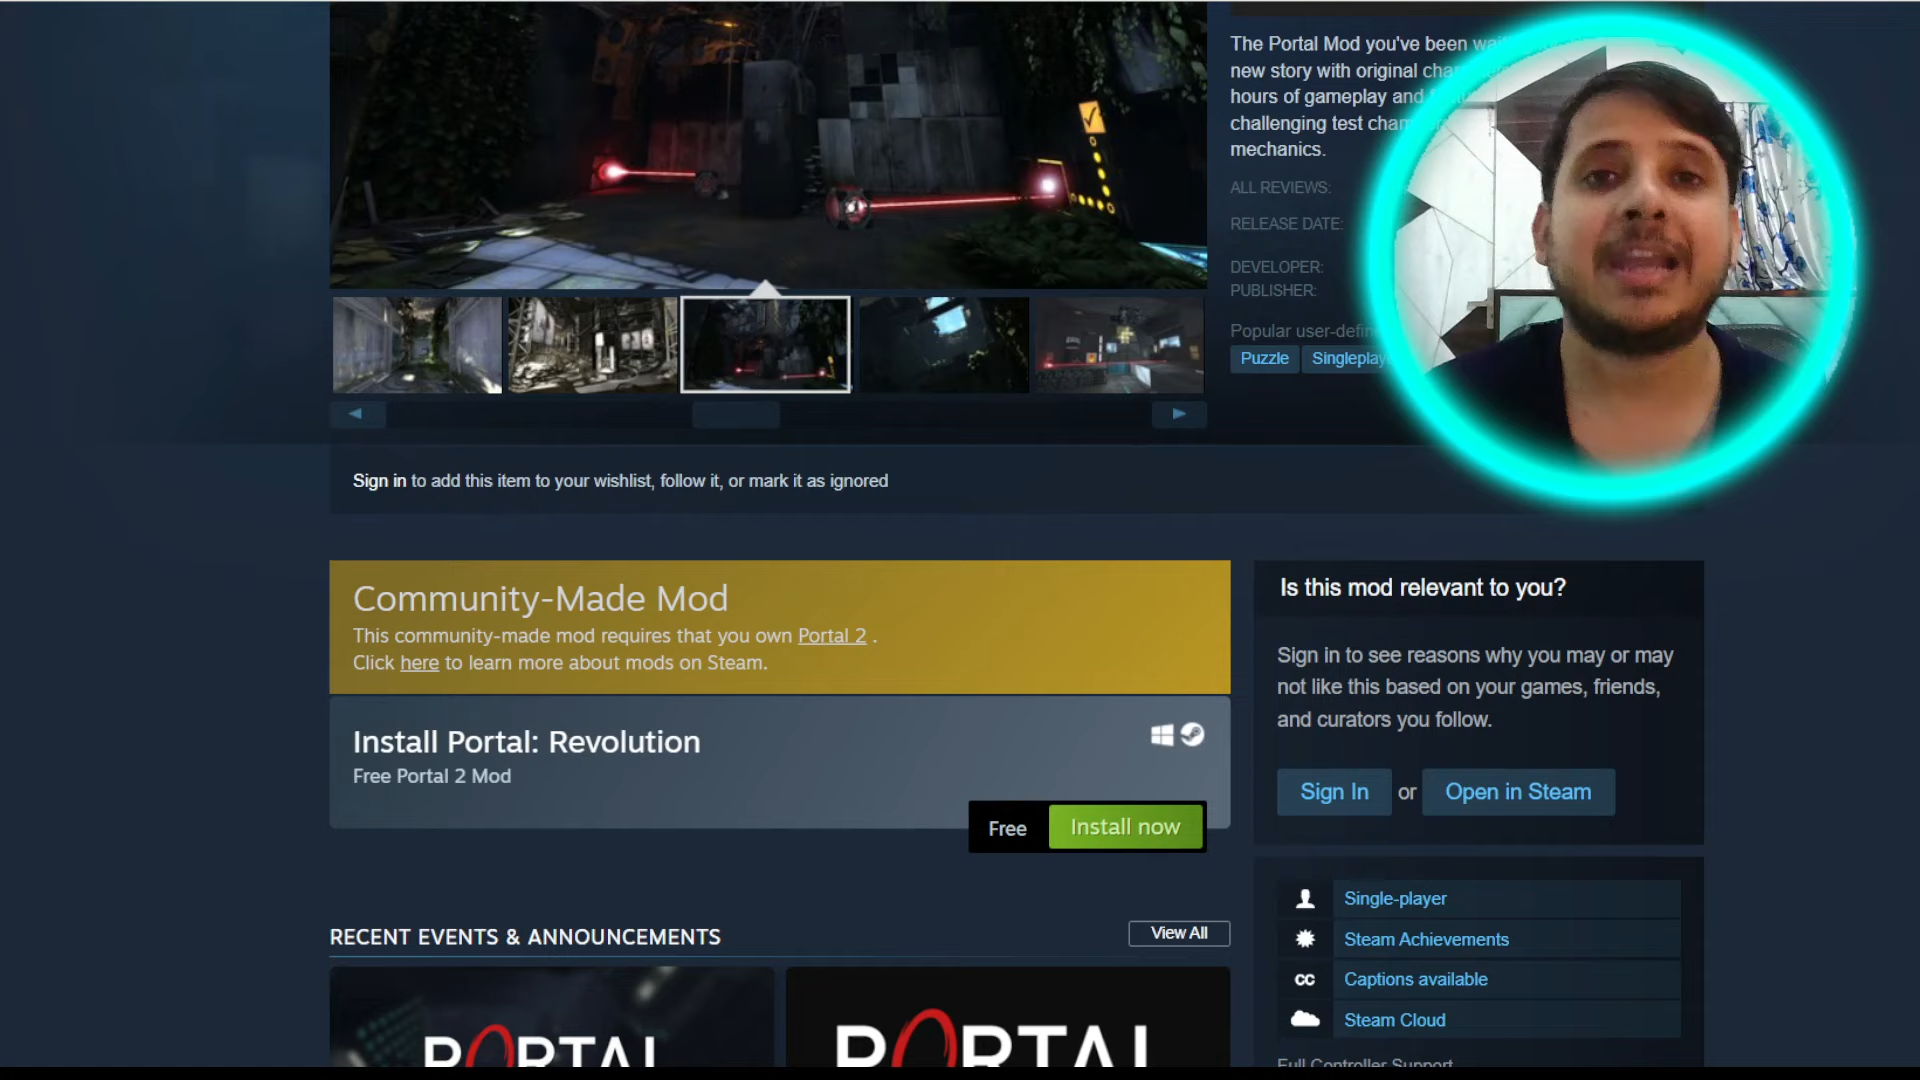 The Portal Mod you've been
new story with original
hours of gameplay and
challenging test
mechanics.
ALL REVIEWS:
RELEASE DATE:
DEVELOPER:
PUBLISHER:
Popular
Puzzle
Sign in to add this item to your wishlist, follow it, or mark it as ignored
Community-Made Mod
This community-made mod requires that you own Portal 2 .
Click here to learn more about mods on Steam.
Install Portal: Revolution
Free Portal 2 Mod
Free
Install now
Is this mod relevant to you?
Sign in to see reasons why you may or may
not like this based on your games, friends,
and curators you follow.
Sign In or Open in Steam
Single-player
Steam Achievements
cc Captions available
Steam Cloud
Full Controller Support
RECENT EVENTS & ANNOUNCEMENTS
View All
PORTAL
PORTAL